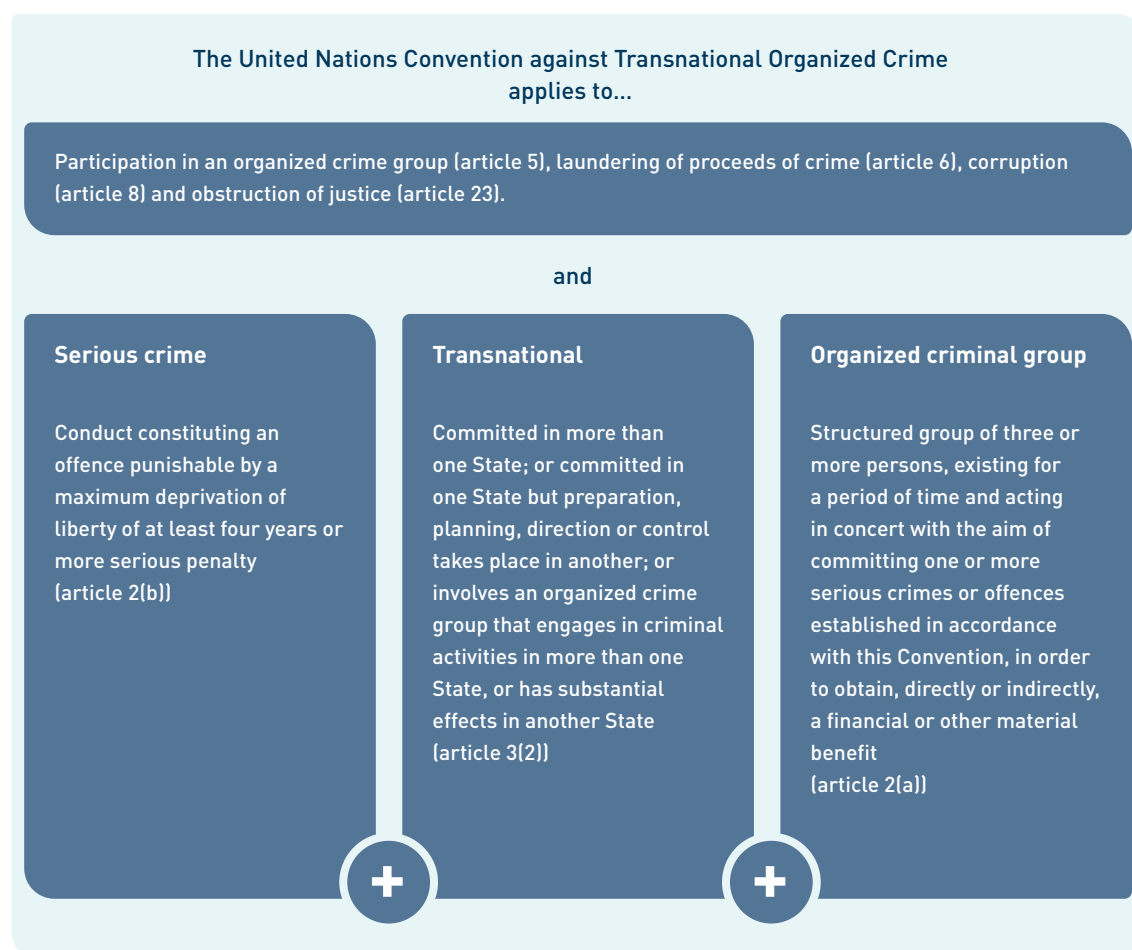 The United Nations Convention against Transnational Organized Crime
applies to...
Participation in an organized crime group (article 5), laundering of proceeds of crime (article 6), corruption
(article 8) and obstruction of justice (article 23).
and
Serious crime
Conduct constituting an
offence punishable by a
maximum deprivation of
liberty of at least four years or
more serious penalty
(article 2(b))
Transnational
Committed in more than
one State; or committed in
one State but preparation,
planning, direction or control
takes place in another; or
involves an organized crime
group that engages in criminal
activities in more than one
State, or has substantial
effects in another State
(article 3(2))
Organized criminal group
Structured group of three or
more persons, existing for
a period of time and acting
in concert with the aim of
committing one or more
serious crimes or offences
established in accordance
with this Convention, in order
to obtain, directly or indirectly,
a financial or other material
benefit
(article 2(a))
+
+